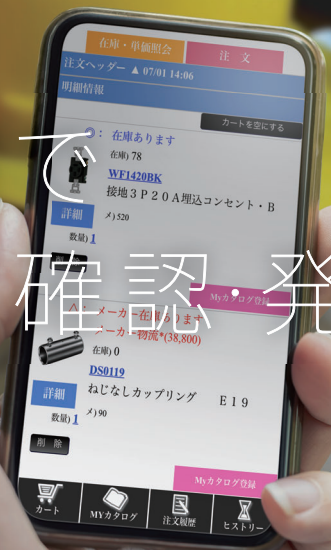 在庫・単価照会
注 文
注文ヘッダー ▲ 07/01 14:06
明細情報
カートを空にする
で
◎： 在庫あります
在庫) 78
WF1420BK
接地３Ｐ２０Ａ埋込コンセント・Ｂ
詳細
メ) 520
数量) 1
Myカタログ登録
確認・発
△： メーカー在庫あります
メーカー物流*(38,800)
在庫) 0
DS0119
詳細
ねじなしカップリング Ｅ１９
メ) 90
数量) 1
削 除
Myカタログ登録
カート
MYカタログ
注文履歴
ヒストリー